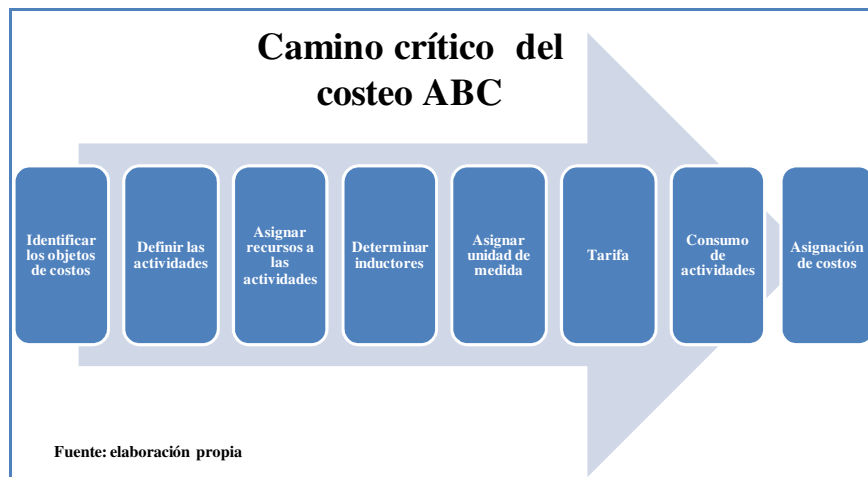 Camino crítico del
costeo ABC
Identificar
los objetos
de costos
Definir las
actividades
Asignar
recursos a
las
actividades
Determinar
inductores
Asignar
unidad de
medida
Tarifa
Consumo
de
actividades
Asignación
de costos
Fuente: elaboración propia